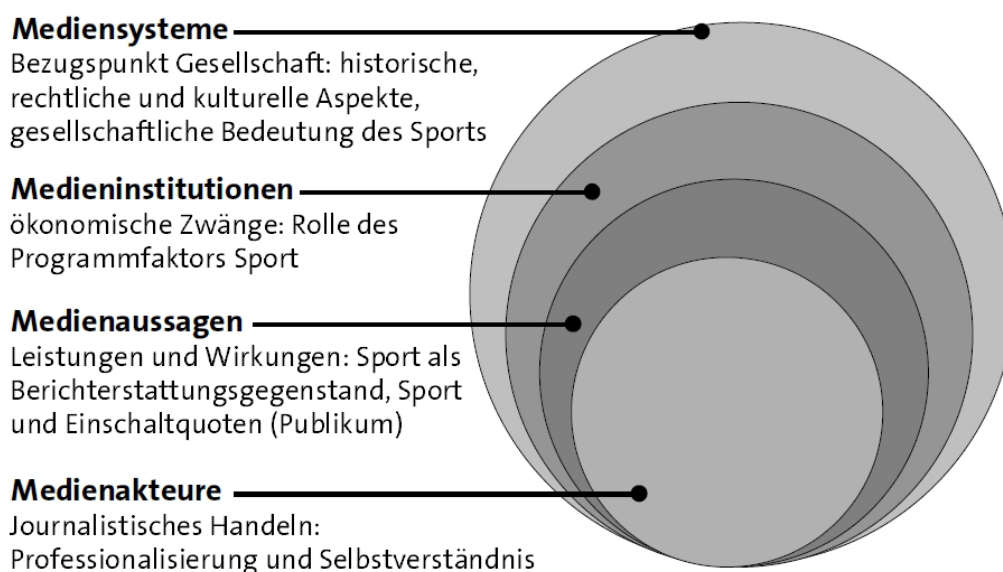 Mediensysteme
Bezugspunkt Gesellschaft: historische,
rechtliche und kulturelle Aspekte,
gesellschaftliche Bedeutung des Sports
Medieninstitutionen
ökonomische Zwänge: Rolle des
Programmfaktors Sport
Medienaussagen
Leistungen und Wirkungen: Sport als
Berichterstattungsgegenstand, Sport
und Einschaltquoten (Publikum)
Medienakteure
Journalistisches Handeln:
Professionalisierung und Selbstverständnis